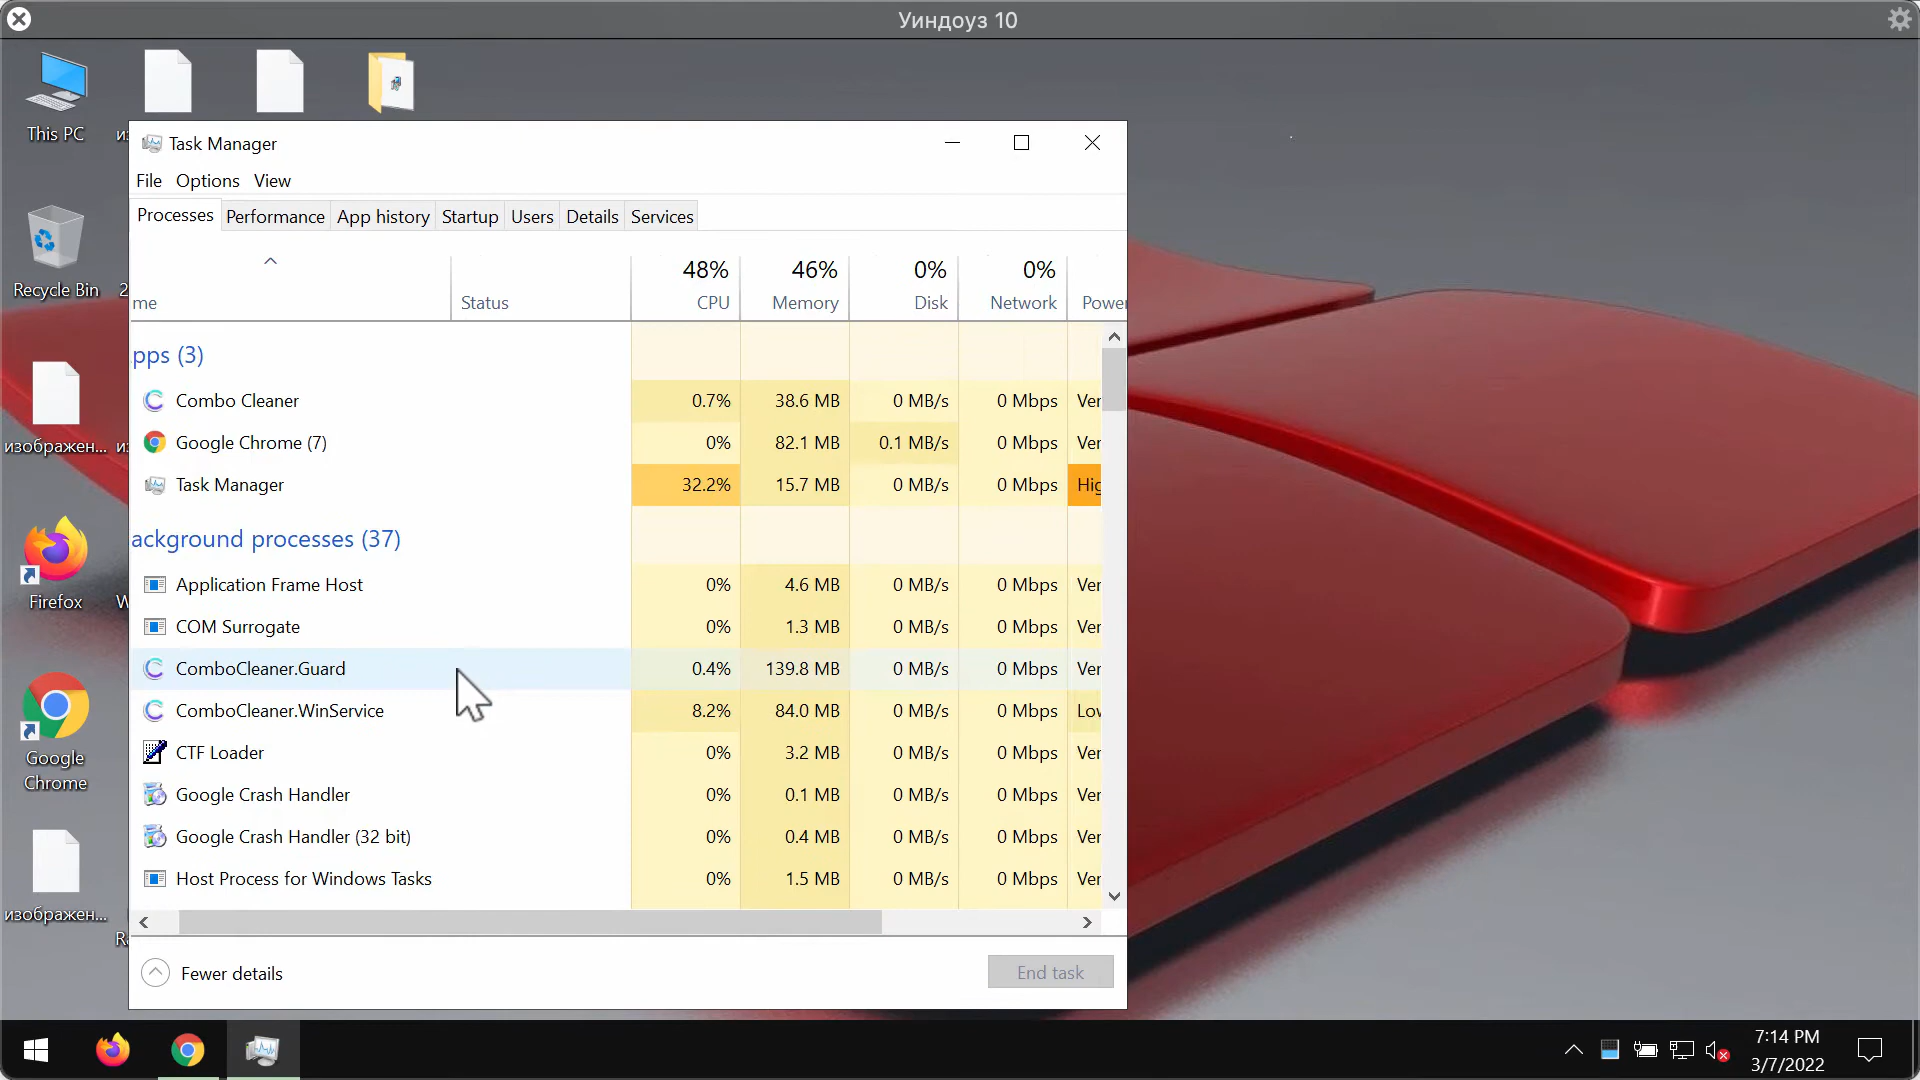 Уиндоуз 10
This PC
Task Manager
File Options View
Processes Performance App history Startup Users Details Services
48% 46% 0% 0%
me Status CPU Memory Disk Network Power
pps (3)
Combo Cleaner 0.7% 38.6 MB 0 MB/s 0 Mbps Ver
Google Chrome (7) 0% 82.1 MB 0.1 MB/s 0 Mbps Ver
Task Manager 32.2% 15.7 MB 0 MB/s 0 Mbps Hig
ackground processes (37)
Application Frame Host 0% 4.6 MB 0 MB/s 0 Mbps Ver
COM Surrogate 0% 1.3 MB 0 MB/s 0 Mbps Ver
ComboCleaner.Guard 0.4% 139.8 MB 0 MB/s 0 Mbps Ver
ComboCleaner.WinService 8.2% 84.0 MB 0 MB/s 0 Mbps Lov
CTF Loader 0% 3.2 MB 0 MB/s 0 Mbps Ver
Google Crash Handler 0% 0.1 MB 0 MB/s 0 Mbps Ver
Google Crash Handler (32 bit) 0% 0.4 MB 0 MB/s 0 Mbps Ver
Host Process for Windows Tasks 0% 1.5 MB 0 MB/s 0 Mbps Ver
Fewer details End task
Recycle Bin 2
изображен...
Firefox
Google
Chrome
изображен...
7:14 PM
3/7/2022